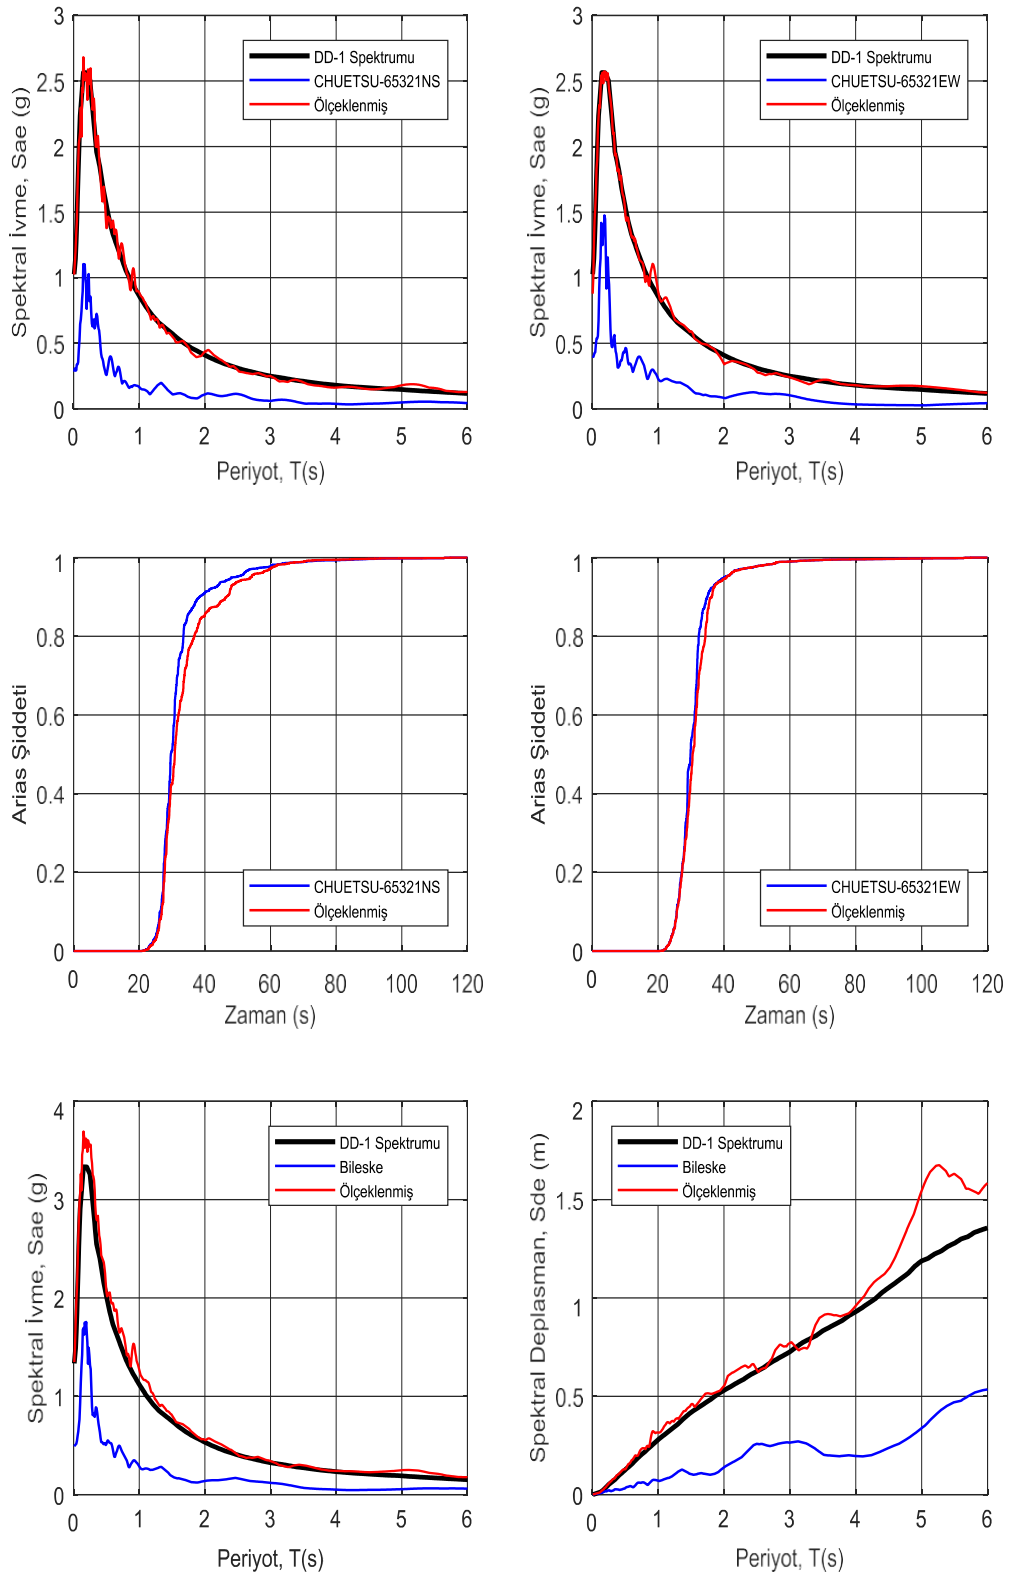 3
2.5
2
1.5
1
0.5
0
Spektral İvme, Sae (g)
DD-1 Spektrumu
CHUETSU-65321NS
Ölçeklenmiş
0 1 2 3 4 5 6
Periyot, T(s)
3
2.5
2
1.5
1
0.5
0
Spektral İvme, Sae (g)
DD-1 Spektrumu
CHUETSU-65321EW
Ölçeklenmiş
0 1 2 3 4 5 6
Periyot, T(s)
1
0.8
0.6
0.4
0.2
0
Arias Şiddeti
CHUETSU-65321NS
Ölçeklenmiş
0 20 40 60 80 100 120
Zaman (s)
1
0.8
0.6
0.4
0.2
0
Arias Şiddeti
CHUETSU-65321EW
Ölçeklenmiş
0 20 40 60 80 100 120
Zaman (s)
4
3
2
1
0
Spektral İvme, Sae (g)
DD-1 Spektrumu
Bileske
Ölçeklenmiş
0 1 2 3 4 5 6
Periyot, T(s)
2
1.5
1
0.5
0
Spektral Deplasman, Sde (m)
DD-1 Spektrumu
Bileske
Ölçeklenmiş
0 1 2 3 4 5 6
Periyot, T(s)